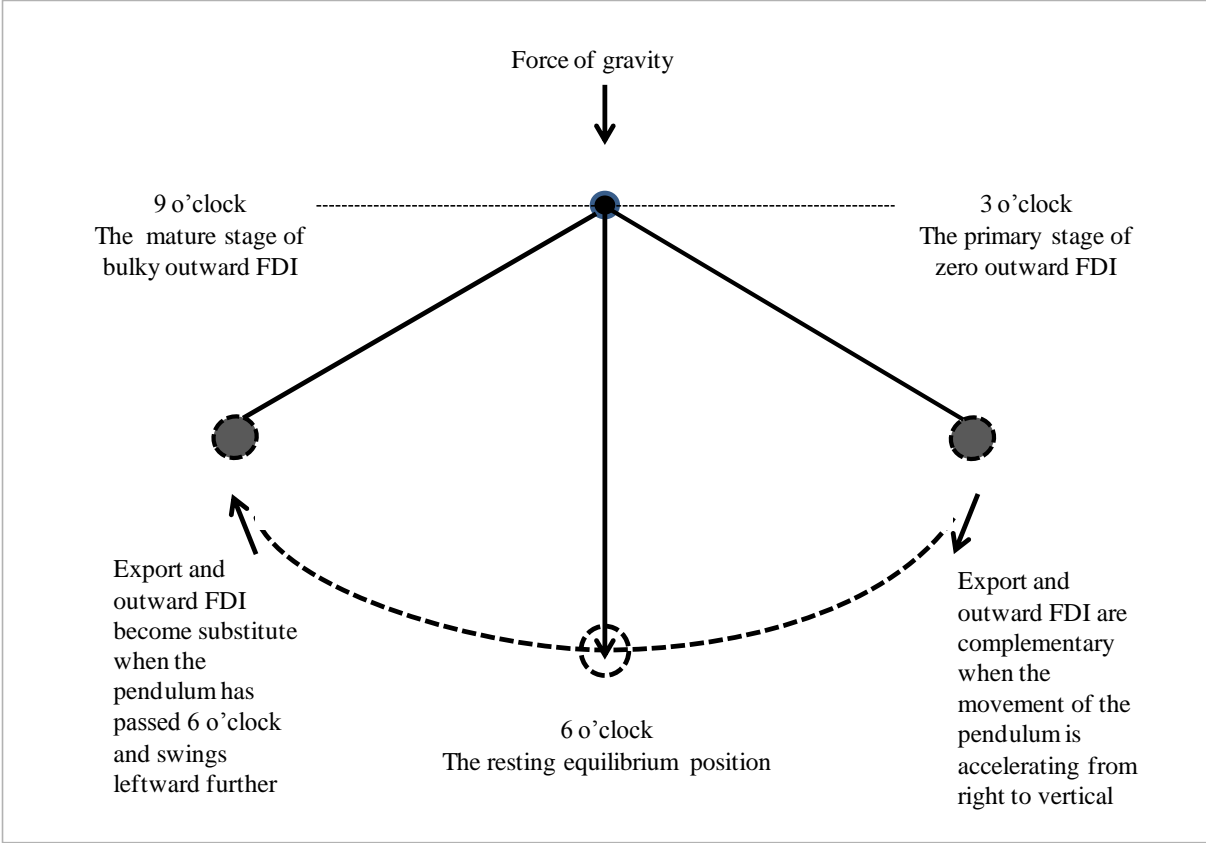 Force of gravity
9 o’clock
The mature stage of
bulky outward FDI
3 o’clock
The primary stage of
zero outward FDI
Export and
outward FDI
become substitute
when the
pendulum has
passed 6 o’clock
and swings
leftward further
6 o’clock
The resting equilibrium position
Export and
outward FDI are
complementary
when the
movement of the
pendulum is
accelerating from
right to vertical